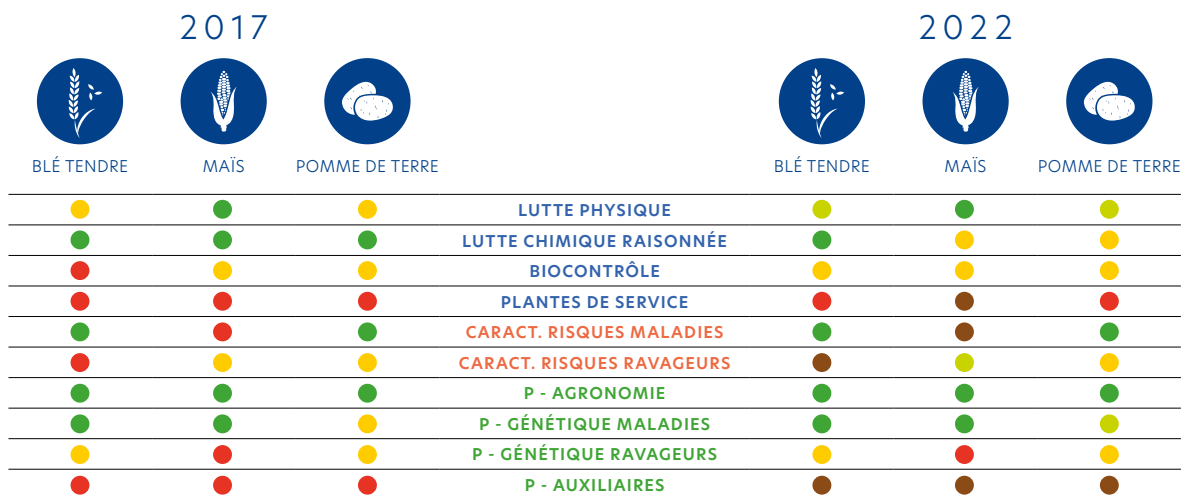 2017 2022
BLÉ TENDRE MAÏS POMME DE TERRE BLÉ TENDRE MAÏS POMME DE TERRE
LUTTE PHYSIQUE
LUTTE CHIMIQUE RAISONNÉE
BIOCONTRÔLE
PLANTES DE SERVICE
CARACT. RISQUES MALADIES
CARACT. RISQUES RAVAGEURS
P - AGRONOMIE
P - GÉNÉTIQUE MALADIES
P - GÉNÉTIQUE RAVAGEURS
P - AUXILIAIRES